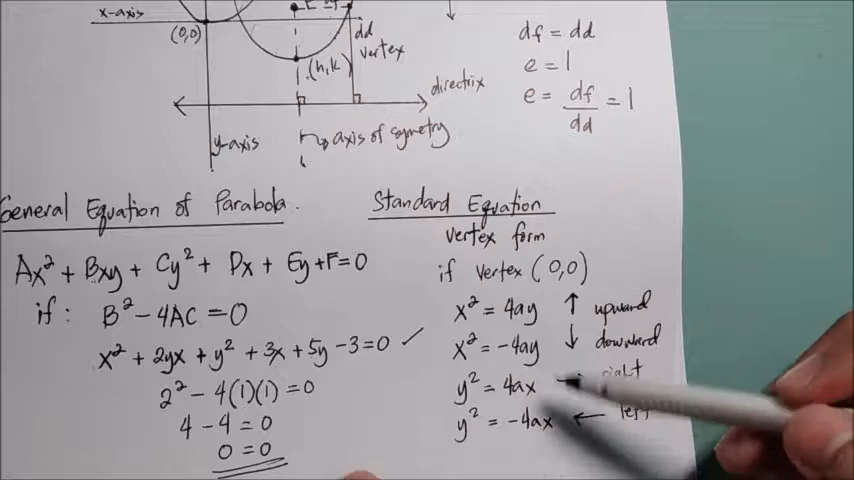 x-axis
(0,0)
dd
vertex
(h,k)
directrix
y-axis
axis of symetry
df = dd
e = 1
e = df/dd = 1
General Equation of Parabola.
Ax² + Bxy + Cy² + Dx + Ey + F = 0
if : B² - 4AC = 0
x² + 2yx + y² + 3x + 5y - 3 = 0 ✓
2² - 4(1)(1) = 0
4 - 4 = 0
0 = 0
Standard Equation
vertex form
if vertex (0,0)
x² = 4ay ↑ upward
x² = -4ay ↓ downward
y² = 4ax right
y² = -4ax ← left